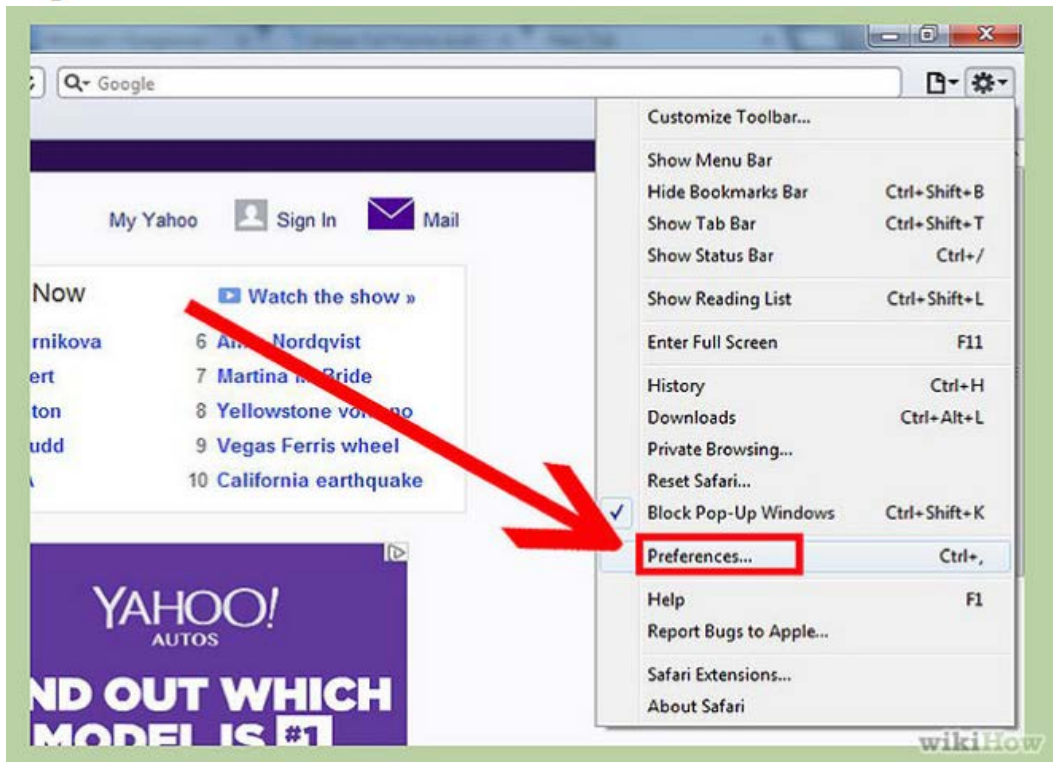 Google
Customize Toolbar...
Show Menu Bar
Hide Bookmarks Bar Ctrl+Shift+B
Show Tab Bar Ctrl+Shift+T
Show Status Bar Ctrl+/
Show Reading List Ctrl+Shift+L
Enter Full Screen F11
History Ctrl+H
Downloads Ctrl+Alt+L
Private Browsing...
Reset Safari...
Block Pop-Up Windows Ctrl+Shift+K
Preferences... Ctrl+,
Help F1
Report Bugs to Apple...
Safari Extensions...
About Safari
My Yahoo Sign In Mail
Now Watch the show »
rnikova 6 Nordqvist
ert 7 Martina
ton 8 Yellowstone
udd 9 Vegas Ferris wheel
10 California earthquake
YAHOO!
AUTOS
ND OUT WHICH
MODEL IS #1
wikiHow